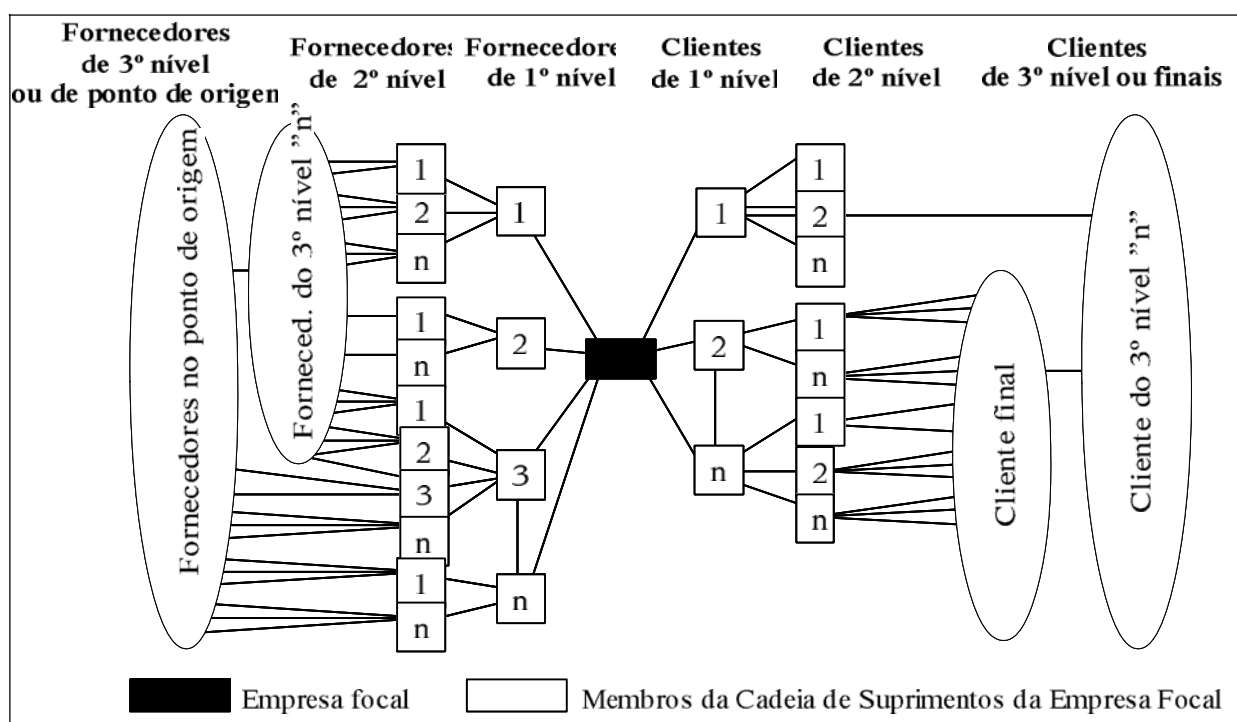 Fornecedores
de 3º nível
ou de ponto de origen
Fornecedores
de 2º nível
Fornecedore
de 1º nível
Clientes
de 1º nível
Clientes
de 2º nível
Clientes
de 3º nível ou finais
Fornecedores no ponto de origem
Forneced. do 3º nível ”n”
1
2
n
1
n
1
2
3
n
1
n
1
2
3
n
1
2
n
1
2
n
1
n
1
2
n
Cliente final
Cliente do 3º nível ”n”
Empresa focal
Membros da Cadeia de Suprimentos da Empresa Focal